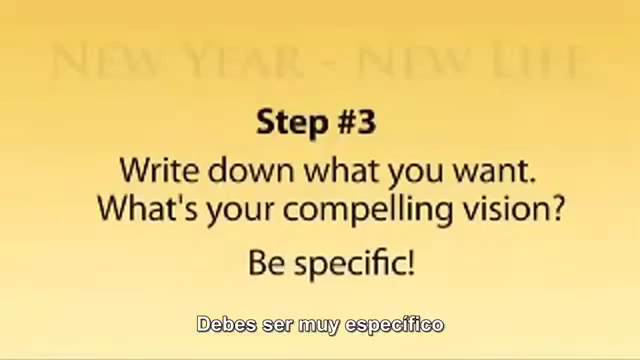 New Year - New Life
Step #3
Write down what you want.
What's your compelling vision?
Be specific!
Debes ser muy específico